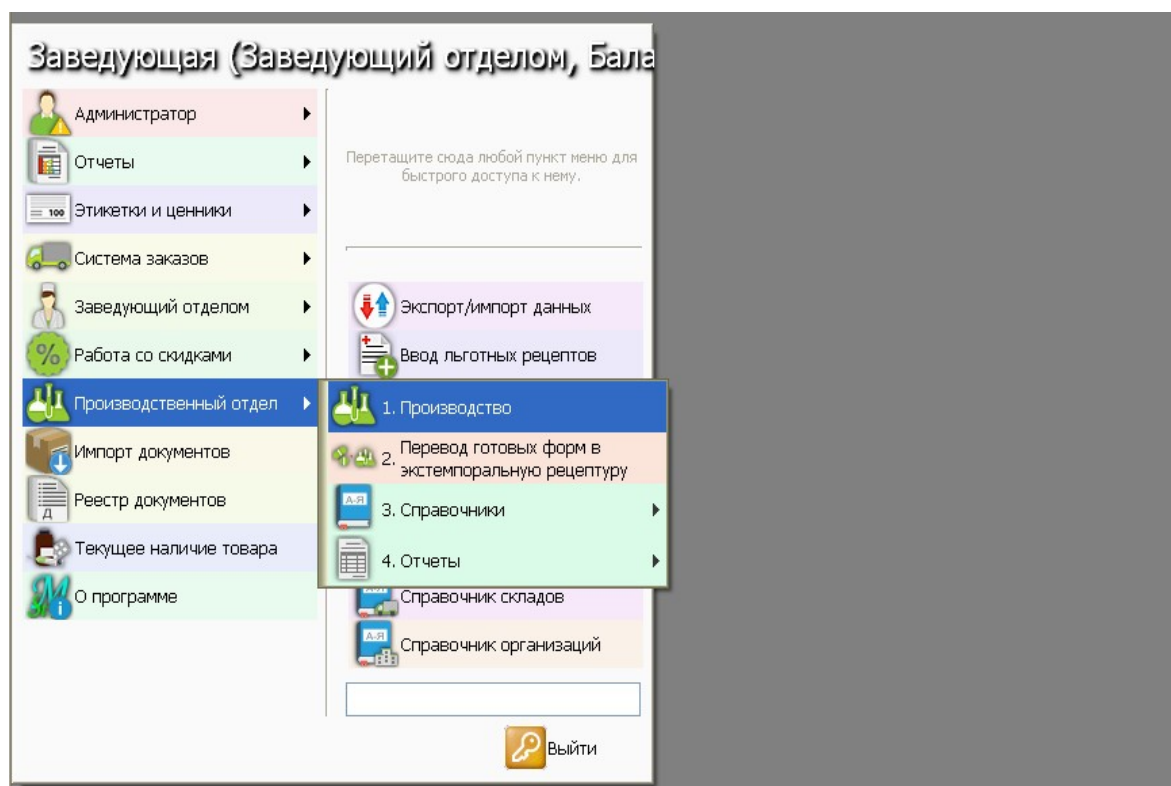 Заведующая (Заведующий отделом, Бала
Администратор
Отчеты
100
Этикетки и ценники
Система заказов
Заведующий отделом
%
Работа со скидками
Производственный отдел
Импорт документов
Д
Реестр документов
Текущее наличие товара
О программе
Перетащите сюда любой пункт меню для
быстрого доступа к нему.
Экспорт/импорт данных
Ввод льготных рецептов
1. Производство
2. Перевод готовых форм в
экстемпоральную рецептуру
А-Я
3. Справочники
4. Отчеты
Справочник складов
А-Я
Справочник организаций
Выйти